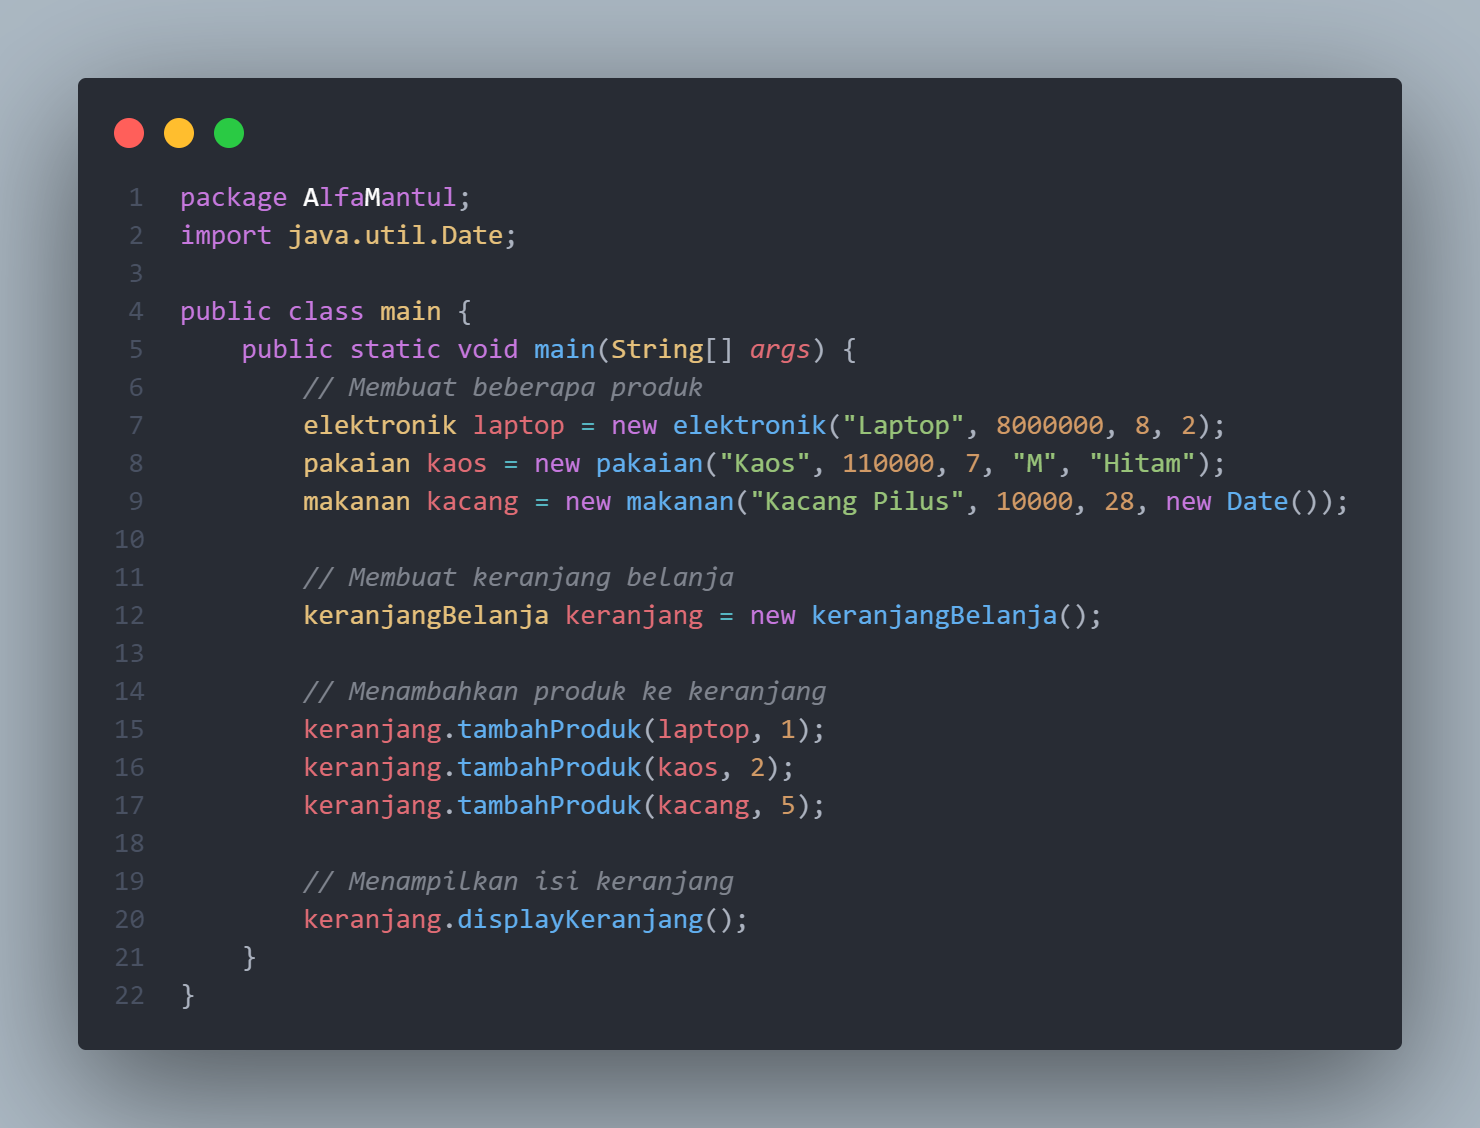 1 package AlfaMantul;
2 import java.util.Date;
3
4 public class main {
5     public static void main(String[] args) {
6         // Membuat beberapa produk
7         elektronik laptop = new elektronik("Laptop", 8000000, 8, 2);
8         pakaian kaos = new pakaian("Kaos", 110000, 7, "M", "Hitam");
9         makanan kacang = new makanan("Kacang Pilus", 10000, 28, new Date());
10
11         // Membuat keranjang belanja
12         keranjangBelanja keranjang = new keranjangBelanja();
13
14         // Menambahkan produk ke keranjang
15         keranjang.tambahProduk(laptop, 1);
16         keranjang.tambahProduk(kaos, 2);
17         keranjang.tambahProduk(kacang, 5);
18
19         // Menampilkan isi keranjang
20         keranjang.displayKeranjang();
21     }
22 }